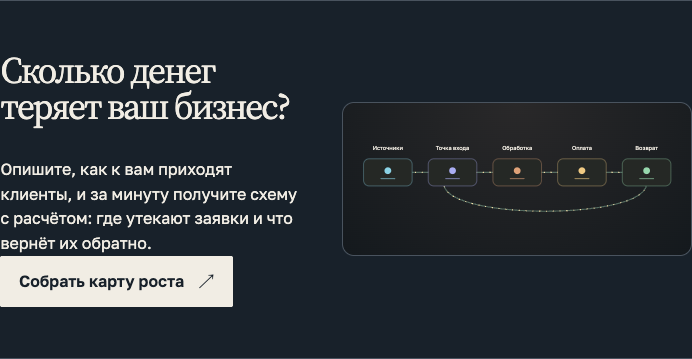 Сколько денег
теряет ваш бизнес?
Опишите, как к вам приходят
клиенты, и за минуту получите схему
с расчётом: где утекают заявки и что
вернёт их обратно.
Собрать карту роста
Источники
Точка входа
Обработка
Оплата
Возврат